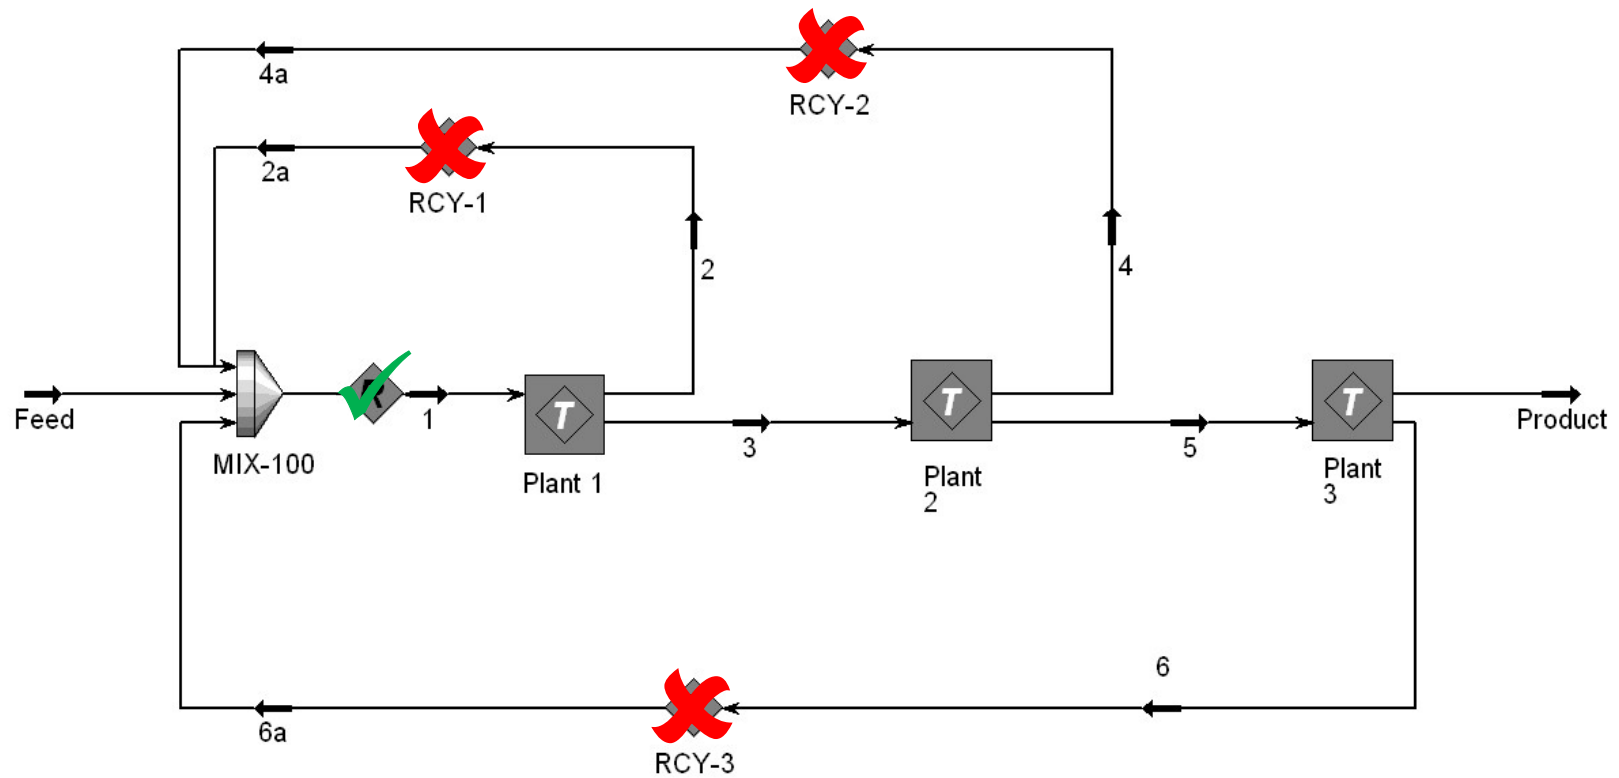 4a
RCY-2
2a
RCY-1
2
4
Feed
R
1
T
3
T
5
T
Product
MIX-100
Plant 1
Plant
2
Plant
3
6
6a
RCY-3